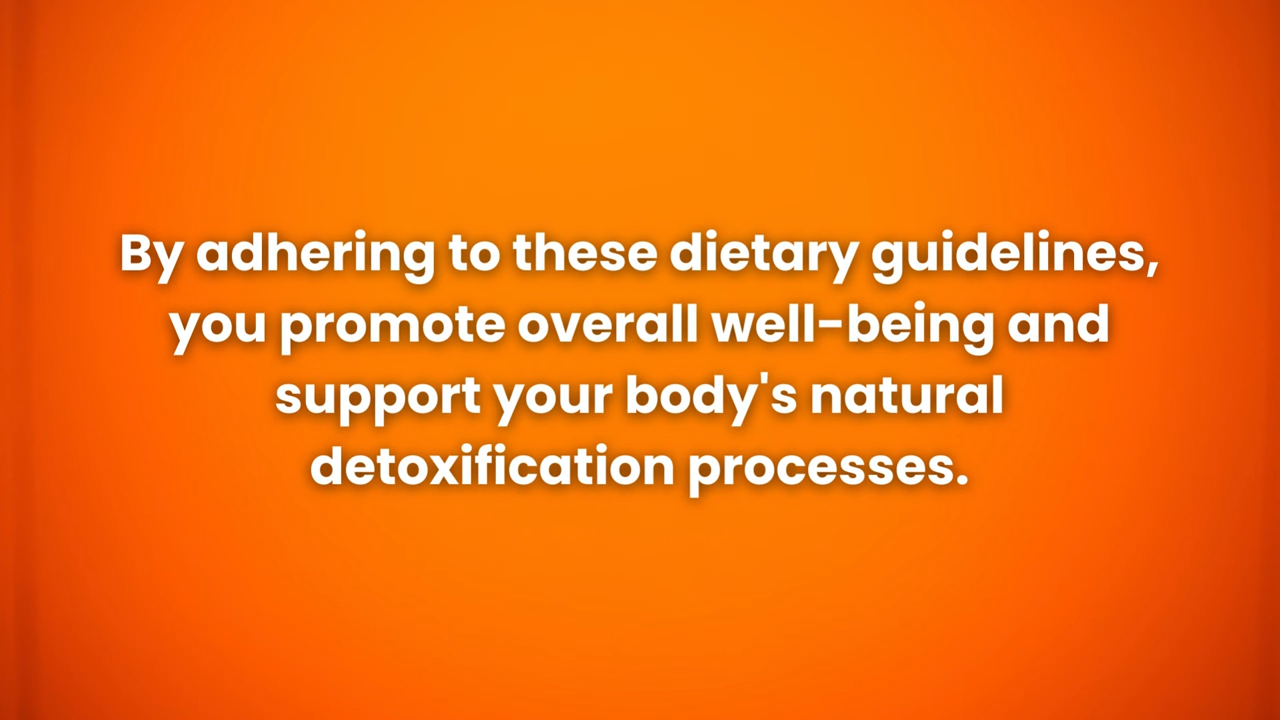 By adhering to these dietary guidelines,
you promote overall well-being and
support your body's natural
detoxification processes.